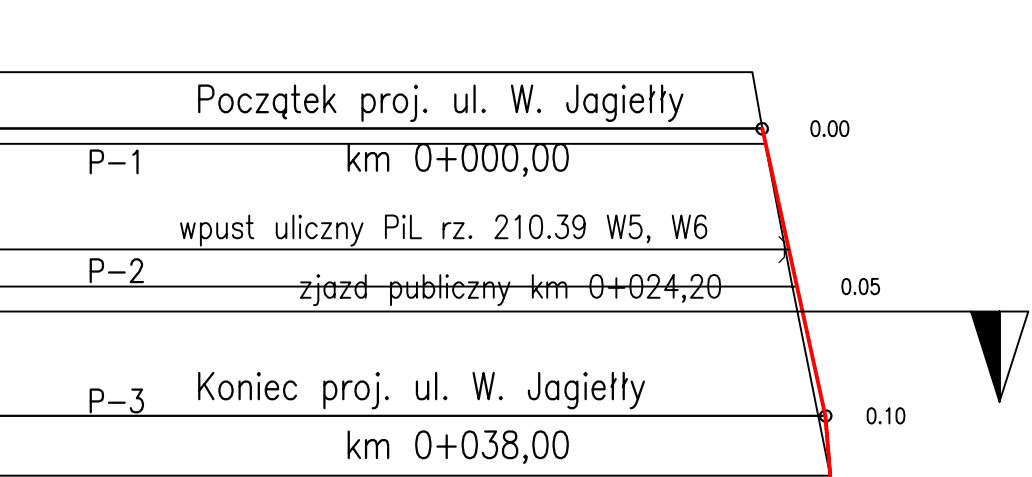 Początek proj. ul. W. Jagiełły
0.00
P-1
km 0+000,00
wpust uliczny PiL rz. 210.39 W5, W6
P-2
zjazd publiczny km 0+024,20
0.05
Koniec proj. ul. W. Jagiełły
P-3
0.10
km 0+038,00